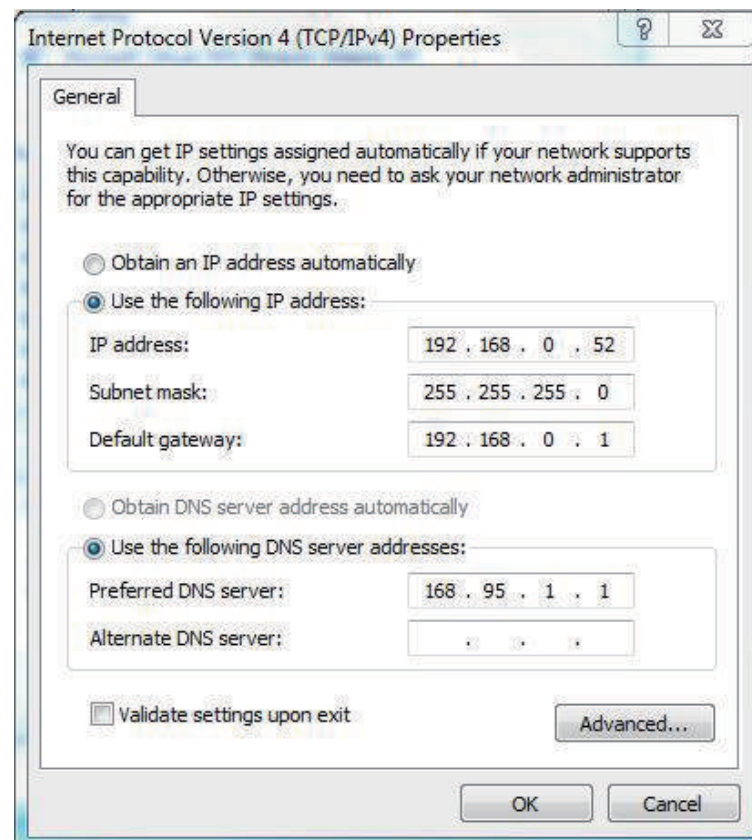 Internet Protocol Version 4 (TCP/IPv4) Properties
General
You can get IP settings assigned automatically if your network supports
this capability. Otherwise, you need to ask your network administrator
for the appropriate IP settings.
Obtain an IP address automatically
Use the following IP address:
IP address: 192 . 168 . 0 . 52
Subnet mask: 255 . 255 . 255 . 0
Default gateway: 192 . 168 . 0 . 1
Obtain DNS server address automatically
Use the following DNS server addresses:
Preferred DNS server: 168 . 95 . 1 . 1
Alternate DNS server: . . .
Validate settings upon exit
Advanced...
OK Cancel